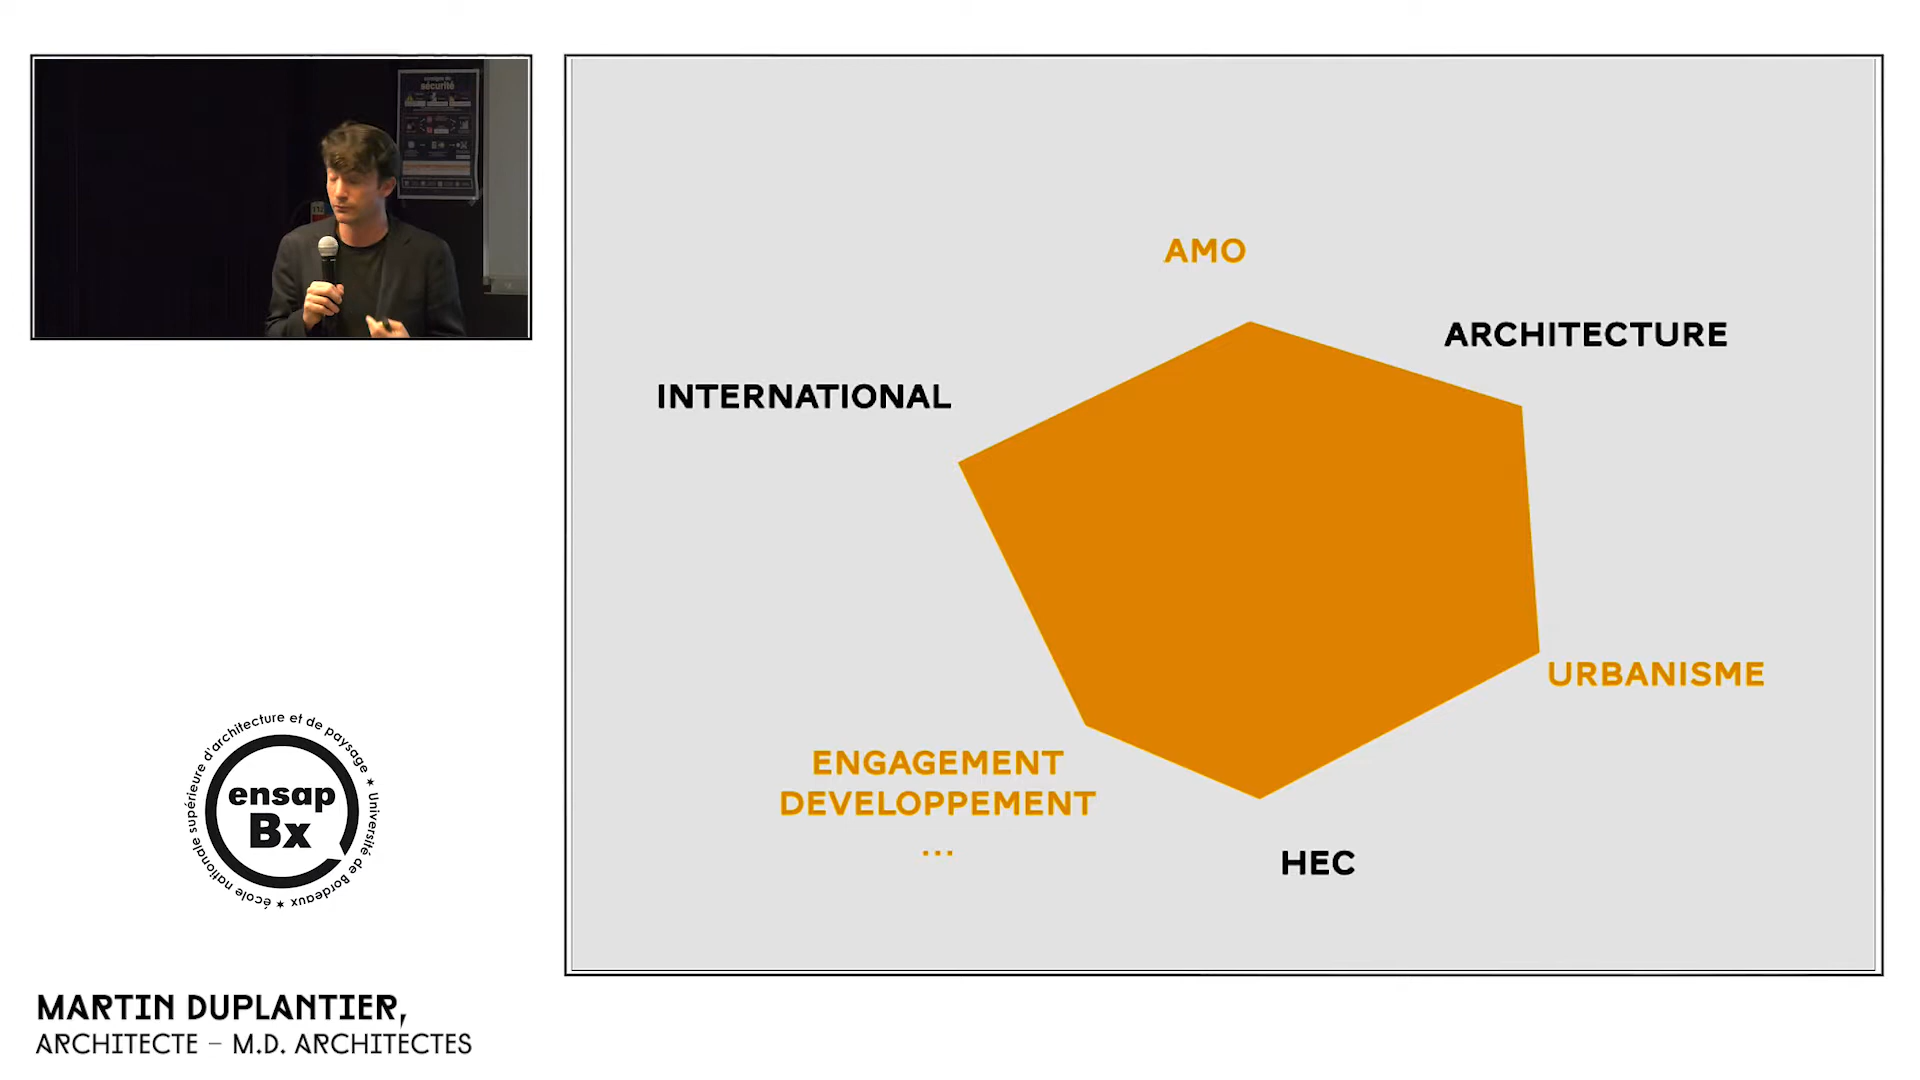 sécurité
AMO
ARCHITECTURE
INTERNATIONAL
URBANISME
ENGAGEMENT
DEVELOPPEMENT
...
HEC
école nationale supérieure d'architecture et de paysage ★ Université de Bordeaux ★
ensap
Bx
MARTIN DUPLANTIER,
ARCHITECTE – M.D. ARCHITECTES